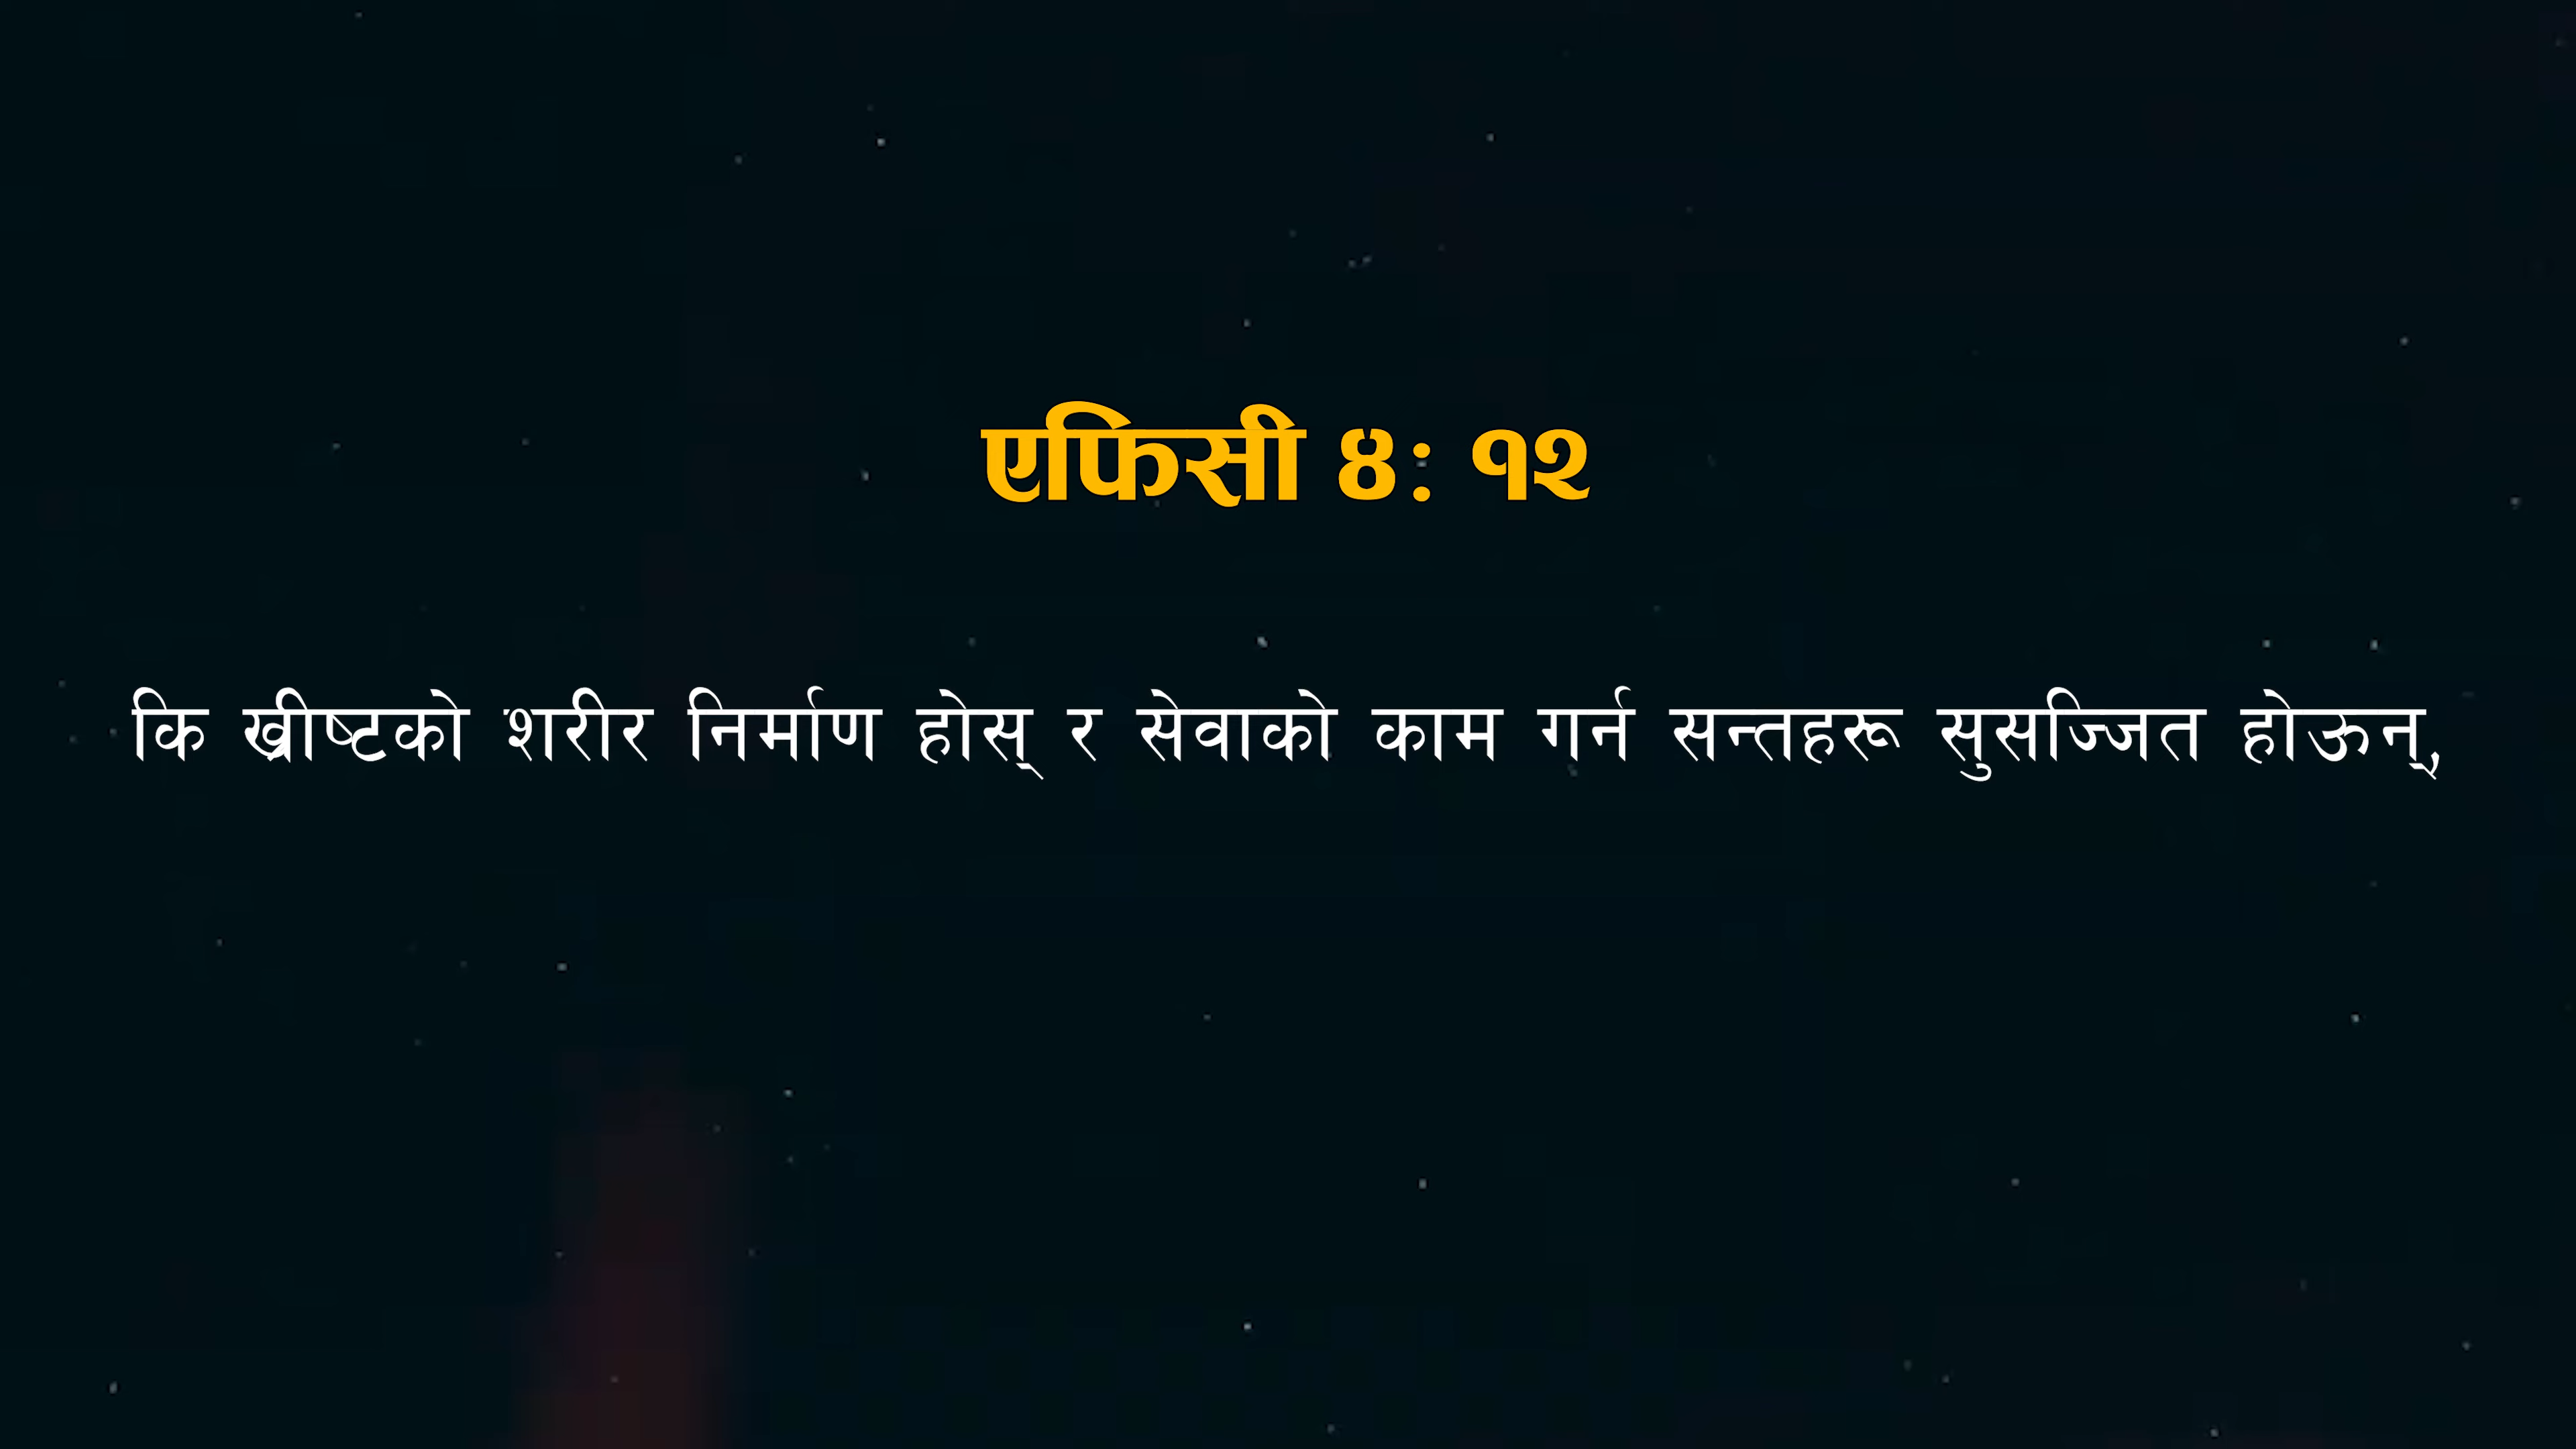 एफिसी ४: १२
कि ख्रीष्टको शरीर निर्माण होस् र सेवाको काम गर्न सन्तहरू सुसज्जित होऊन्,